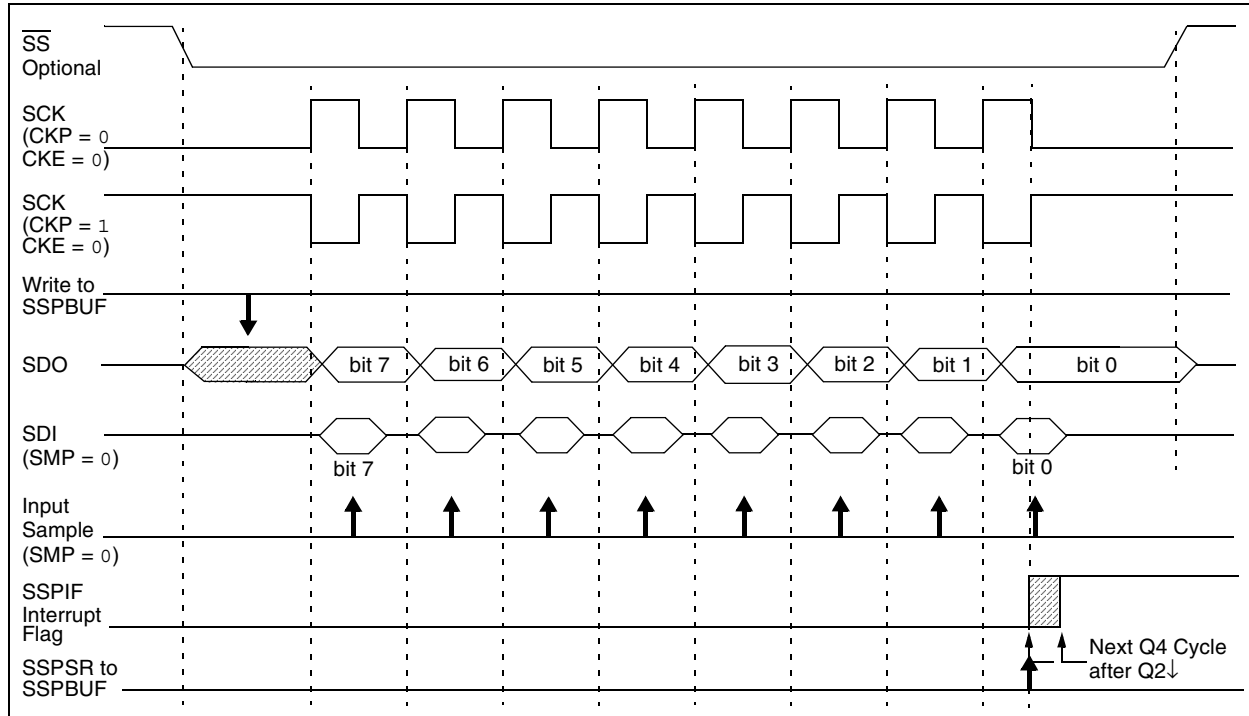 SS
Optional
SCK
(CKP = 0
CKE = 0)
SCK
(CKP = 1
CKE = 0)
Write to
SSPBUF
SDO
bit 7
bit 6
bit 5
bit 4
bit 3
bit 2
bit 1
bit 0
SDI
(SMP = 0)
bit 7
bit 0
Input
Sample
(SMP = 0)
SSPIF
Interrupt
Flag
Next Q4 Cycle
after Q2↓
SSPSR to
SSPBUF